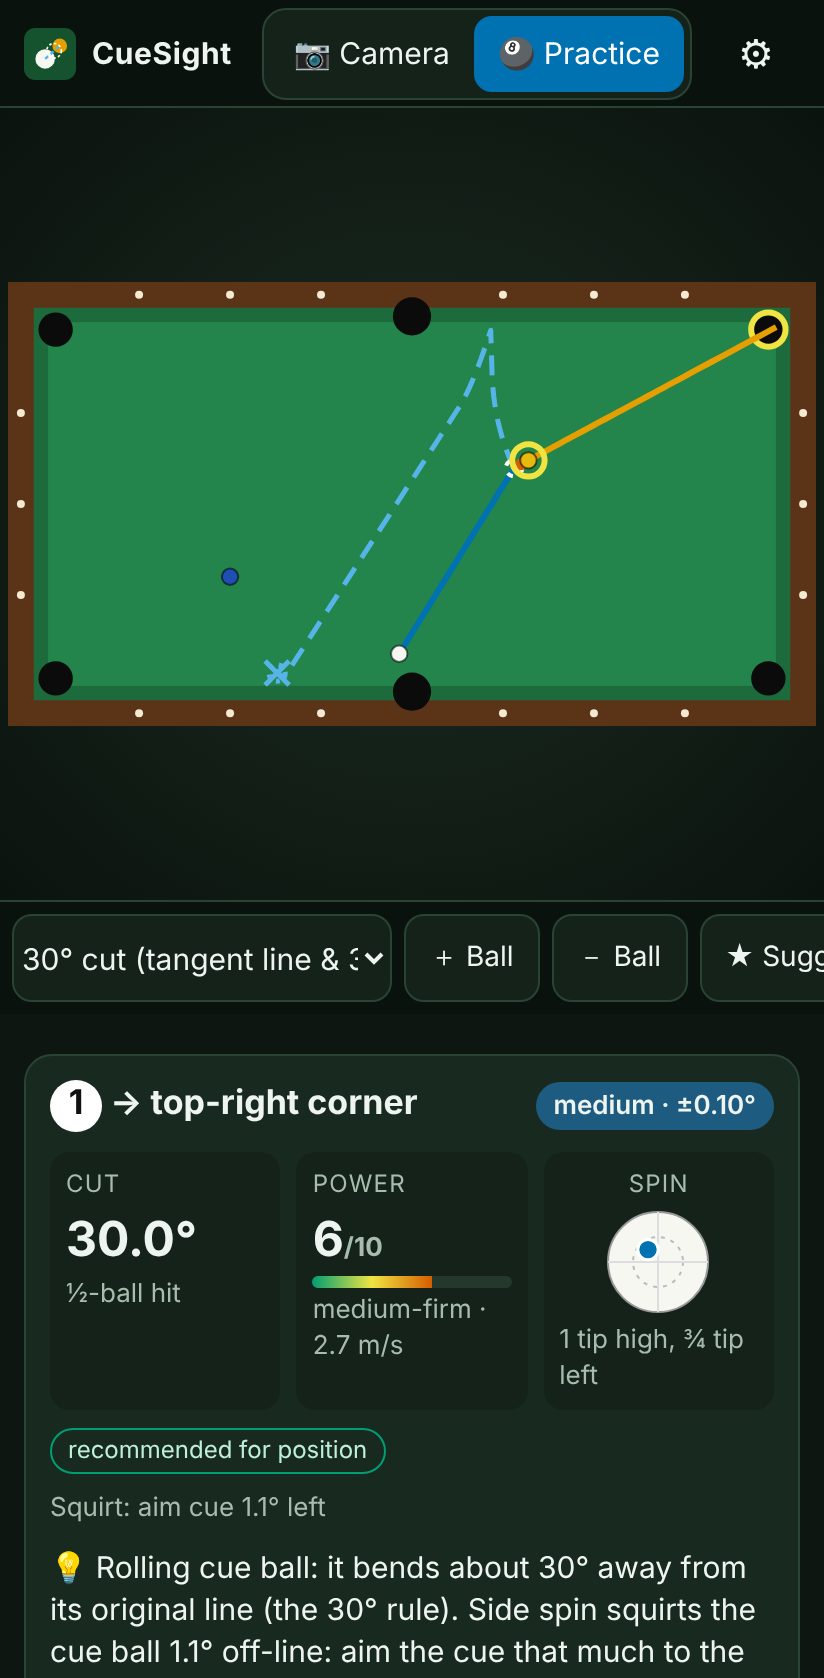 CueSight
Camera
Practice
30° cut (tangent line & 3
+ Ball
− Ball
★ Sugg
1 → top-right corner
medium · ±0.10°
CUT
30.0°
½-ball hit
POWER
6/10
medium-firm ·
2.7 m/s
SPIN
1 tip high, ¾ tip
left
recommended for position
Squirt: aim cue 1.1° left
Rolling cue ball: it bends about 30° away from
its original line (the 30° rule). Side spin squirts the
cue ball 1.1° off-line: aim the cue that much to the